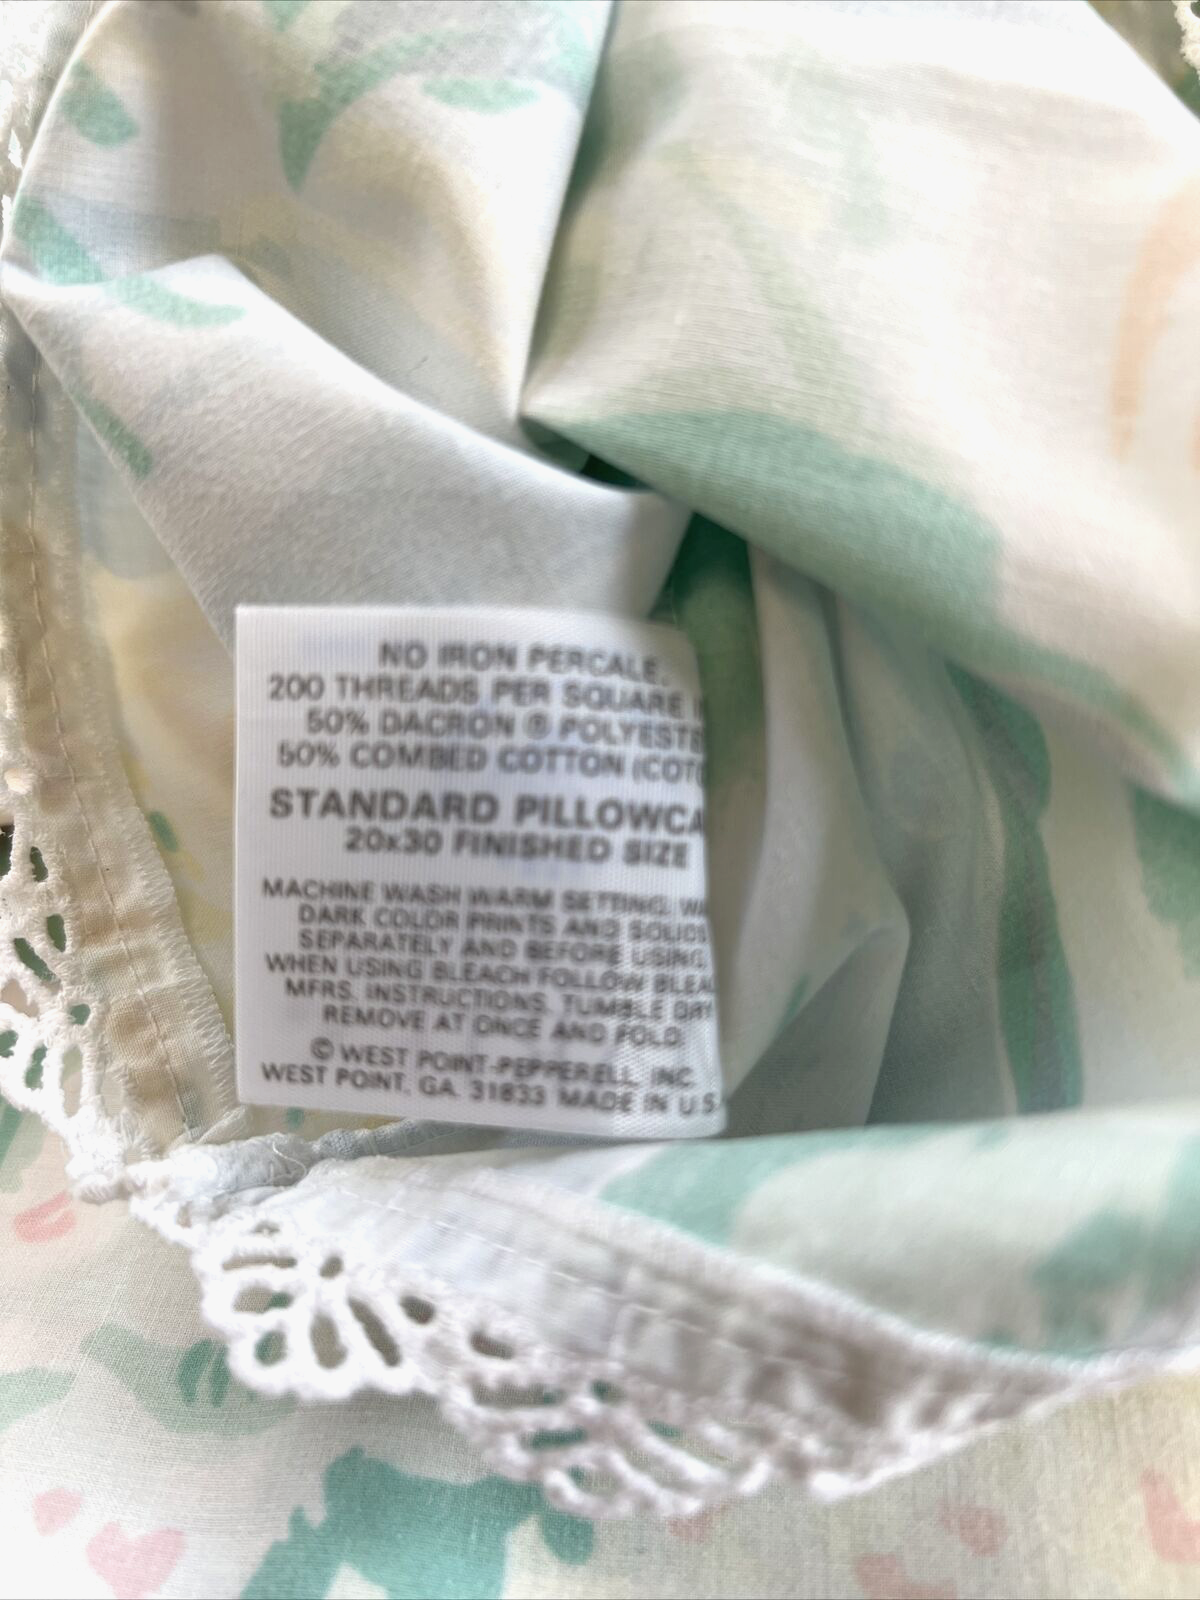 NO IRON PERCALE.
200 THREADS PER SQUARE
50% DACRON ® POLYESTE
50% COMBED COTTON (COT
STANDARD PILLOWCA
20x30 FINISHED SIZE
MACHINE WASH WARM SETTING. WA
DARK COLOR PRINTS AND SOLIDS
SEPARATELY AND BEFORE USING.
WHEN USING BLEACH FOLLOW BLEAC
MFRS. INSTRUCTIONS. TUMBLE DRY
REMOVE AT ONCE AND FOLD.
© WEST POINT-PEPPERELL, INC.
WEST POINT, GA. 31833 MADE IN U.S.